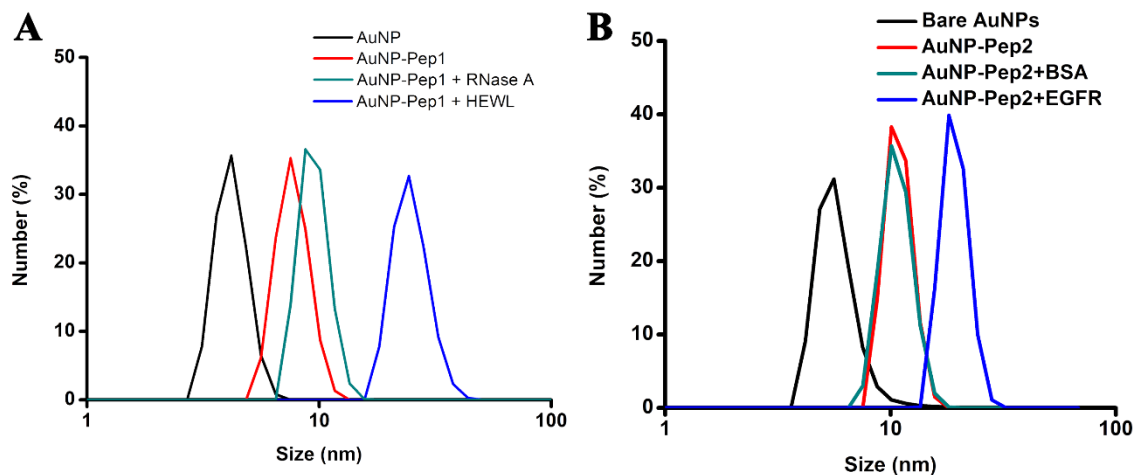 A
AuNP
AuNP-Pep1
AuNP-Pep1 + RNase A
AuNP-Pep1 + HEWL
50
40
30
20
10
0
Number (%)
1
10
100
Size (nm)
B
Bare AuNPs
AuNP-Pep2
AuNP-Pep2+BSA
AuNP-Pep2+EGFR
50
40
30
20
10
0
Number (%)
1
10
100
Size (nm)